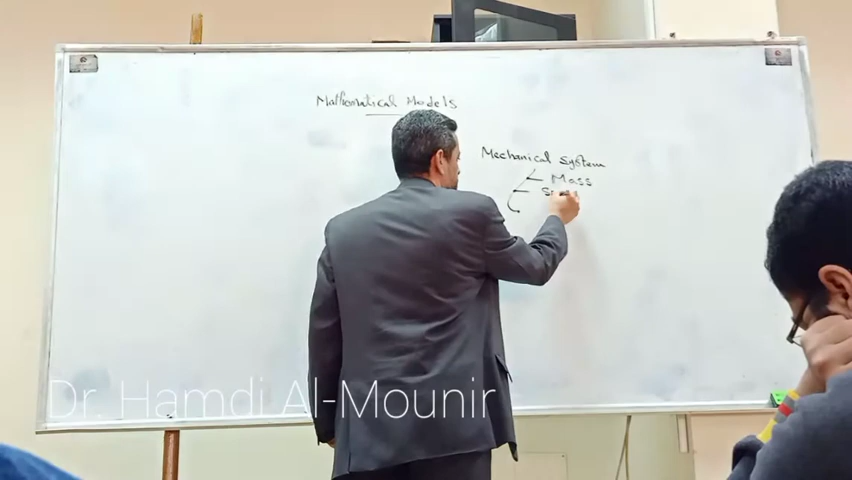 Mathematical Models
Mechanical System
Mass
Dr. Hamdi Al-Mounir